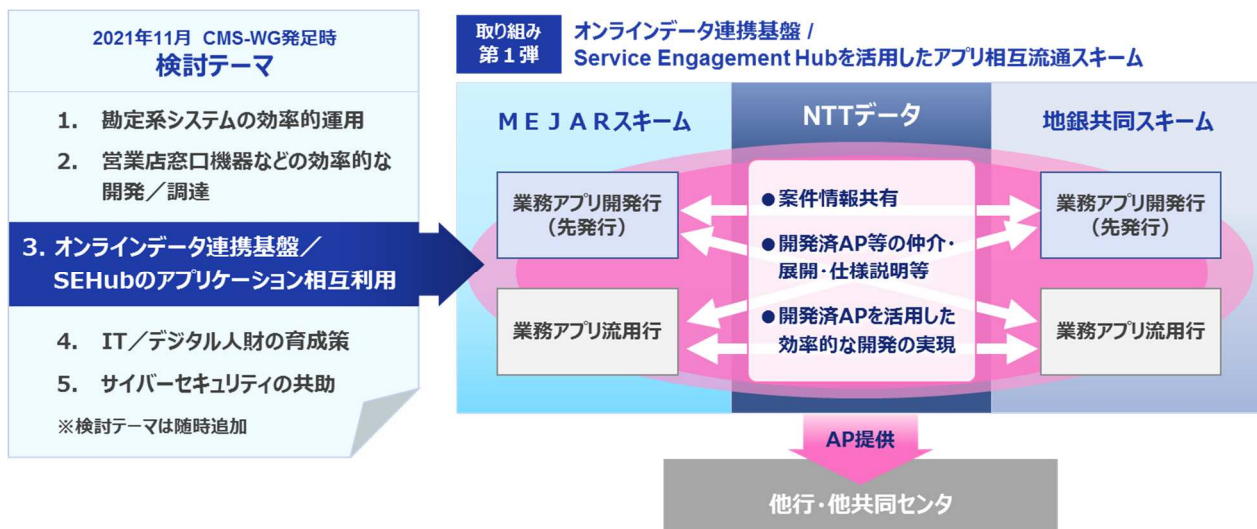 2021年11月 CMS-WG発足時
検討テーマ
1. 勘定系システムの効率的運用
2. 営業店窓口機器などの効率的な
開発／調達
3. オンラインデータ連携基盤／
SEHubのアプリケーション相互利用
4. IT／デジタル人財の育成策
5. サイバーセキュリティの共助
※検討テーマは随時追加
取り組み
第１弾
オンラインデータ連携基盤 /
Service Engagement Hubを活用したアプリ相互流通スキーム
ＭＥＪＡＲスキーム
NTTデータ
地銀共同スキーム
業務アプリ開発行
（先発行）
業務アプリ流用行
●案件情報共有
●開発済AP等の仲介・
展開・仕様説明等
●開発済APを活用した
効率的な開発の実現
業務アプリ開発行
（先発行）
業務アプリ流用行
AP提供
他行・他共同センタ